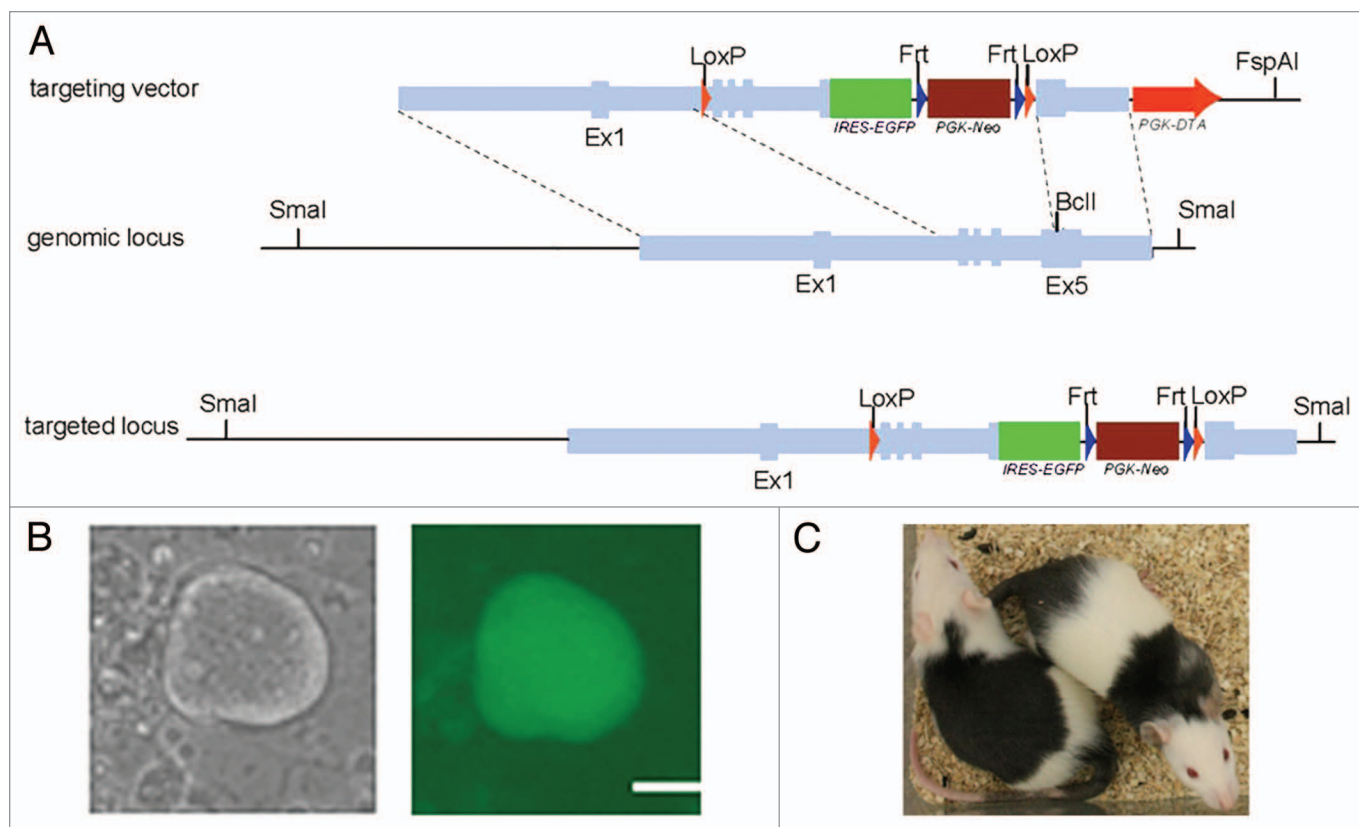 A
LoxP Frt Frt LoxP FspAI
targeting vector
Ex1 IRES-EGFP PGK-Neo PGK-DTA
SmaI BclI SmaI
genomic locus
Ex1 Ex5
SmaI LoxP Frt Frt LoxP SmaI
targeted locus
Ex1 IRES-EGFP PGK-Neo
B C